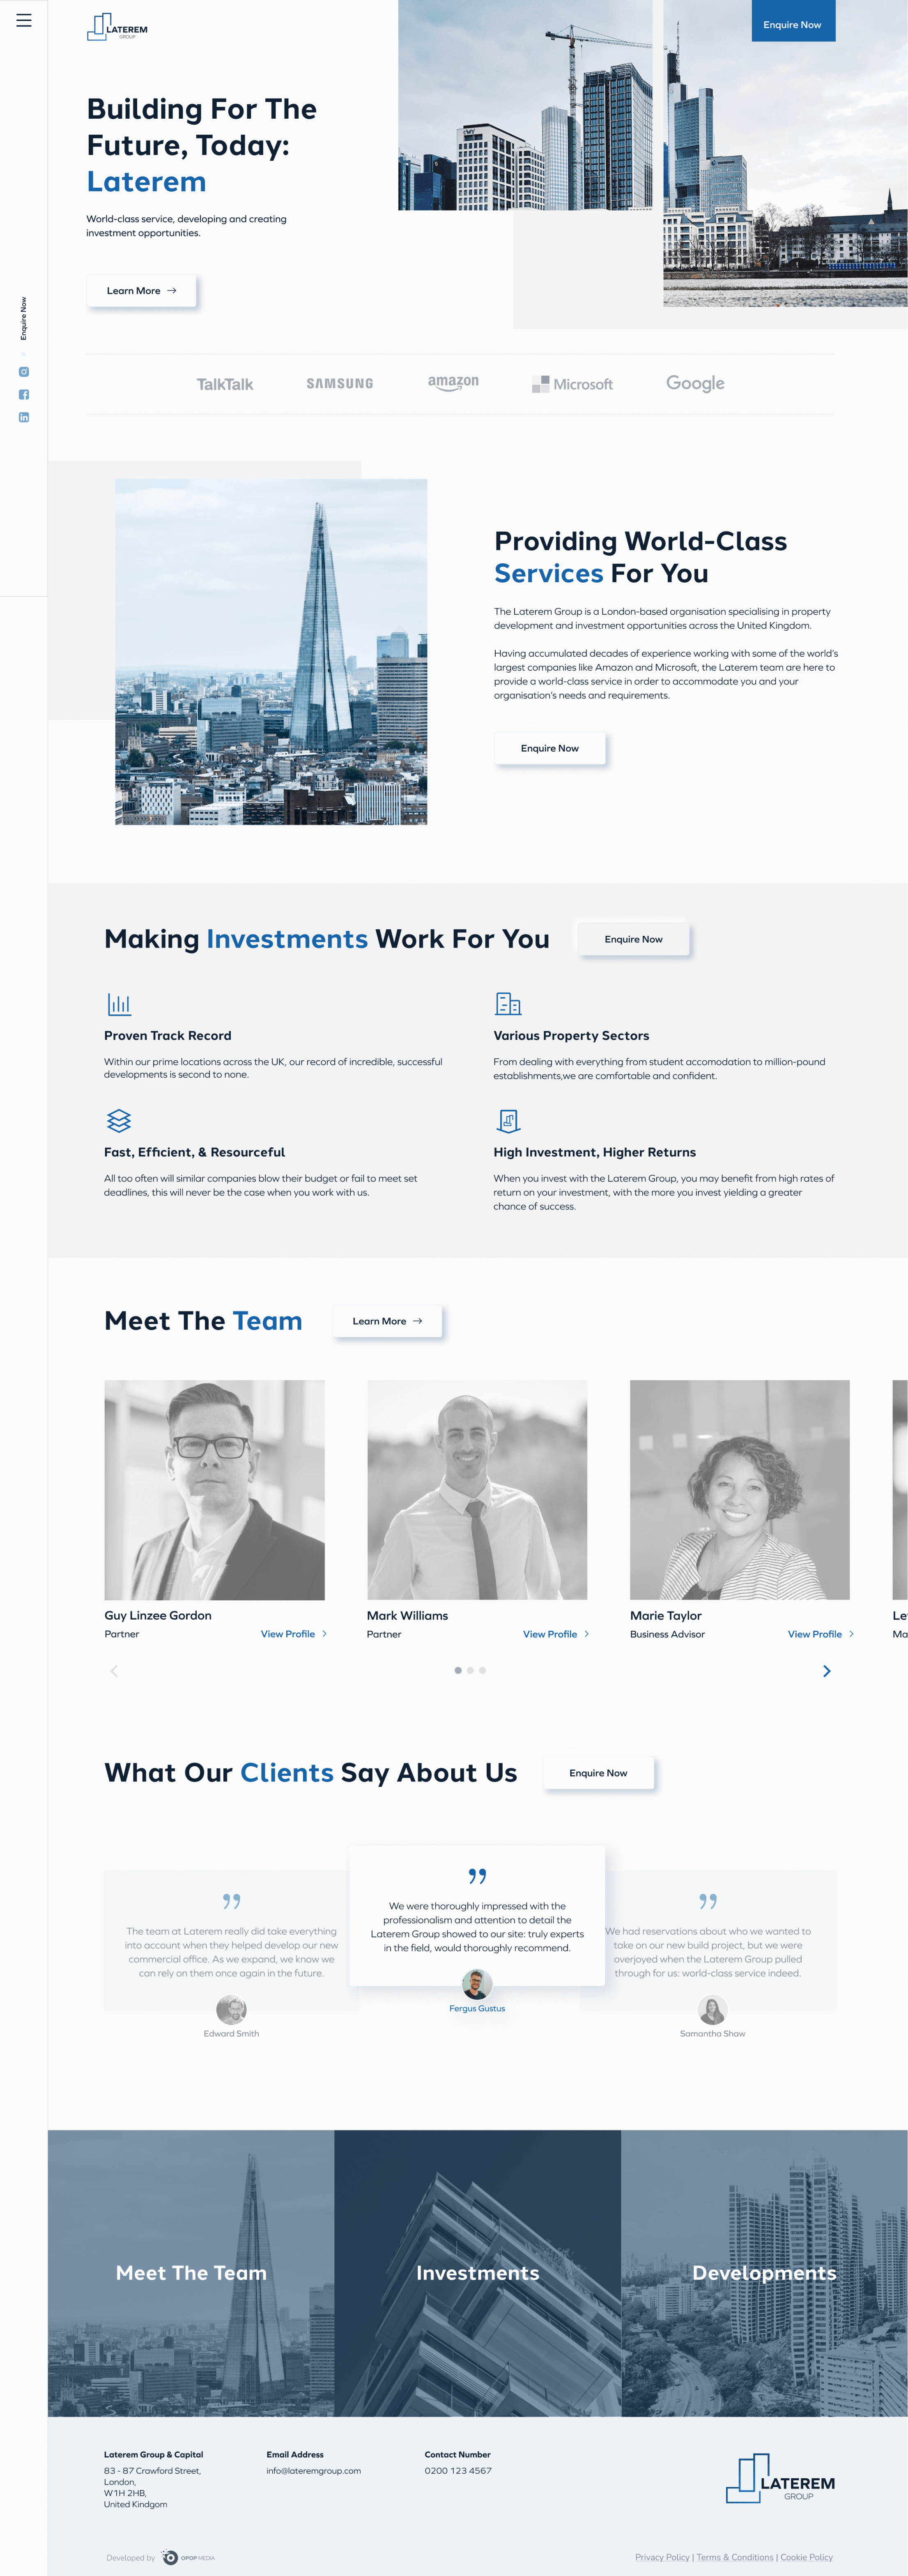 LATEREM
GROUP
Enquire Now
Building For The
Future, Today:
Laterem
World-class service, developing and creating
investment opportunities.
Learn More
Enquire Now
TalkTalk
SAMSUNG
amazon
Microsoft
Google
Providing World-Class
Services For You
The Laterem Group is a London-based organisation specialising in property
development and investment opportunities across the United Kingdom.
Having accumulated decades of experience working with some of the world's
largest companies like Amazon and Microsoft, the Laterem team are here to
provide a world-class service in order to accommodate you and your
organisation's needs and requirements.
Enquire Now
Making Investments Work For You
Enquire Now
Proven Track Record
Within our prime locations across the UK, our record of incredible, successful
developments is second to none.
Various Property Sectors
From dealing with everything from student accomodation to million-pound
establishments,we are comfortable and confident.
Fast, Efficient, & Resourceful
All too often will similar companies blow their budget or fail to meet set
deadlines, this will never be the case when you work with us.
High Investment, Higher Returns
When you invest with the Laterem Group, you may benefit from high rates of
return on your investment, with the more you invest yielding a greater
chance of success.
Meet The Team
Learn More
Guy Linzee Gordon
Partner
View Profile
Mark Williams
Partner
View Profile
Marie Taylor
Business Advisor
View Profile
Le
Ma
What Our Clients Say About Us
Enquire Now
The team at Laterem really did take everything
into account when they helped develop our new
commercial office. As we expand, we know we
can rely on them once again in the future.
Edward Smith
We were thoroughly impressed with the
professionalism and attention to detail the
Laterem Group showed to our site: truly experts
in the field, would thoroughly recommend.
Fergus Gustus
We had reservations about who we wanted to
take on our new build project, but we were
overjoyed when the Laterem Group pulled
through for us: world-class service indeed.
Samantha Shaw
Meet The Team
Investments
Developments
Laterem Group & Capital
83 - 87 Crawford Street,
London,
W1H 2HB,
United Kindgom
Email Address
info@lateremgroup.com
Contact Number
0200 123 4567
LATEREM
GROUP
Developed by
OPOP MEDIA
Privacy Policy | Terms & Conditions | Cookie Policy